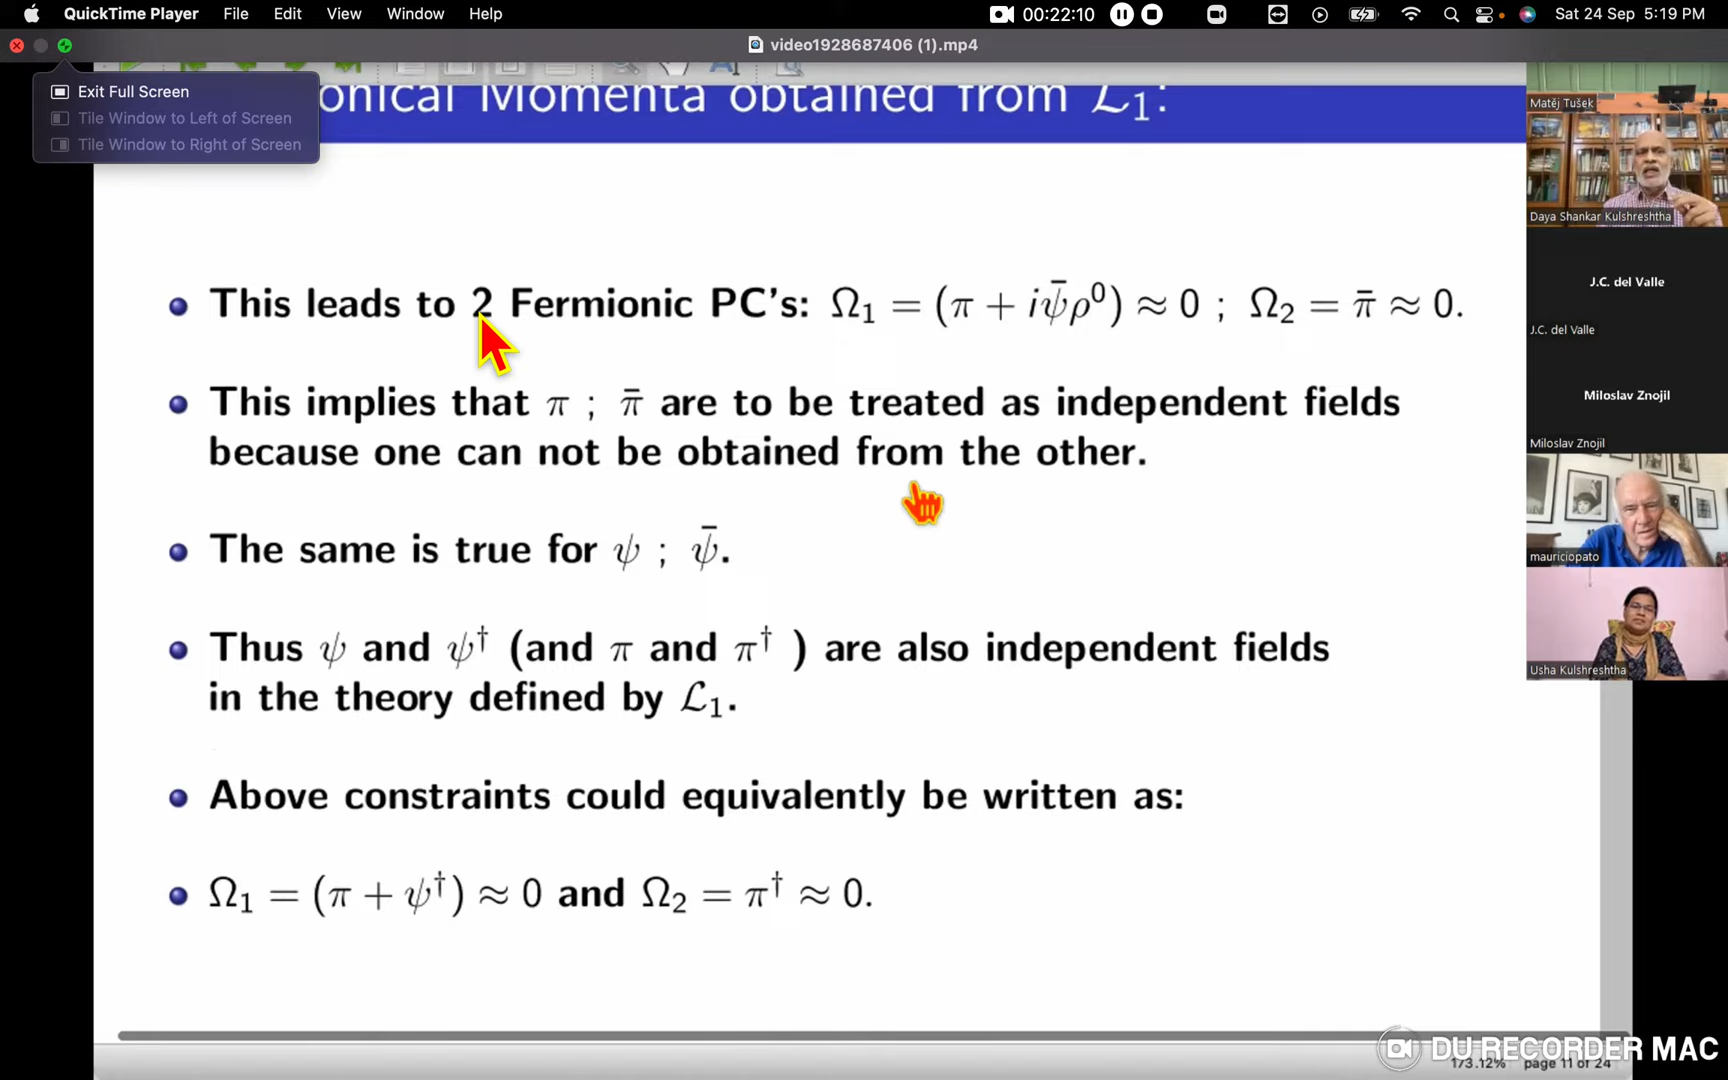 QuickTime Player File Edit View Window Help 00:22:10 Sat 24 Sep 5:19 PM
video1928687406 (1).mp4
Exit Full Screen
Tile Window to Left of Screen
Tile Window to Right of Screen
onical Momenta obtained from ℒ₁:
This leads to 2 Fermionic PC's: Ω₁ = (π + iψ̄ρ⁰) ≈ 0 ; Ω₂ = π̄ ≈ 0.
This implies that π ; π̄ are to be treated as independent fields
because one can not be obtained from the other.
The same is true for ψ ; ψ̄.
Thus ψ and ψ† (and π and π† ) are also independent fields
in the theory defined by ℒ₁.
Above constraints could equivalently be written as:
Ω₁ = (π + ψ†) ≈ 0 and Ω₂ = π† ≈ 0.
Matěj Tušek
Daya Shankar Kulshreshtha
J.C. del Valle
J.C. del Valle
Miloslav Znojil
Miloslav Znojil
mauriciopato
Usha Kulshreshtha
DU RECORDER MAC
173.12% page 11 of 24